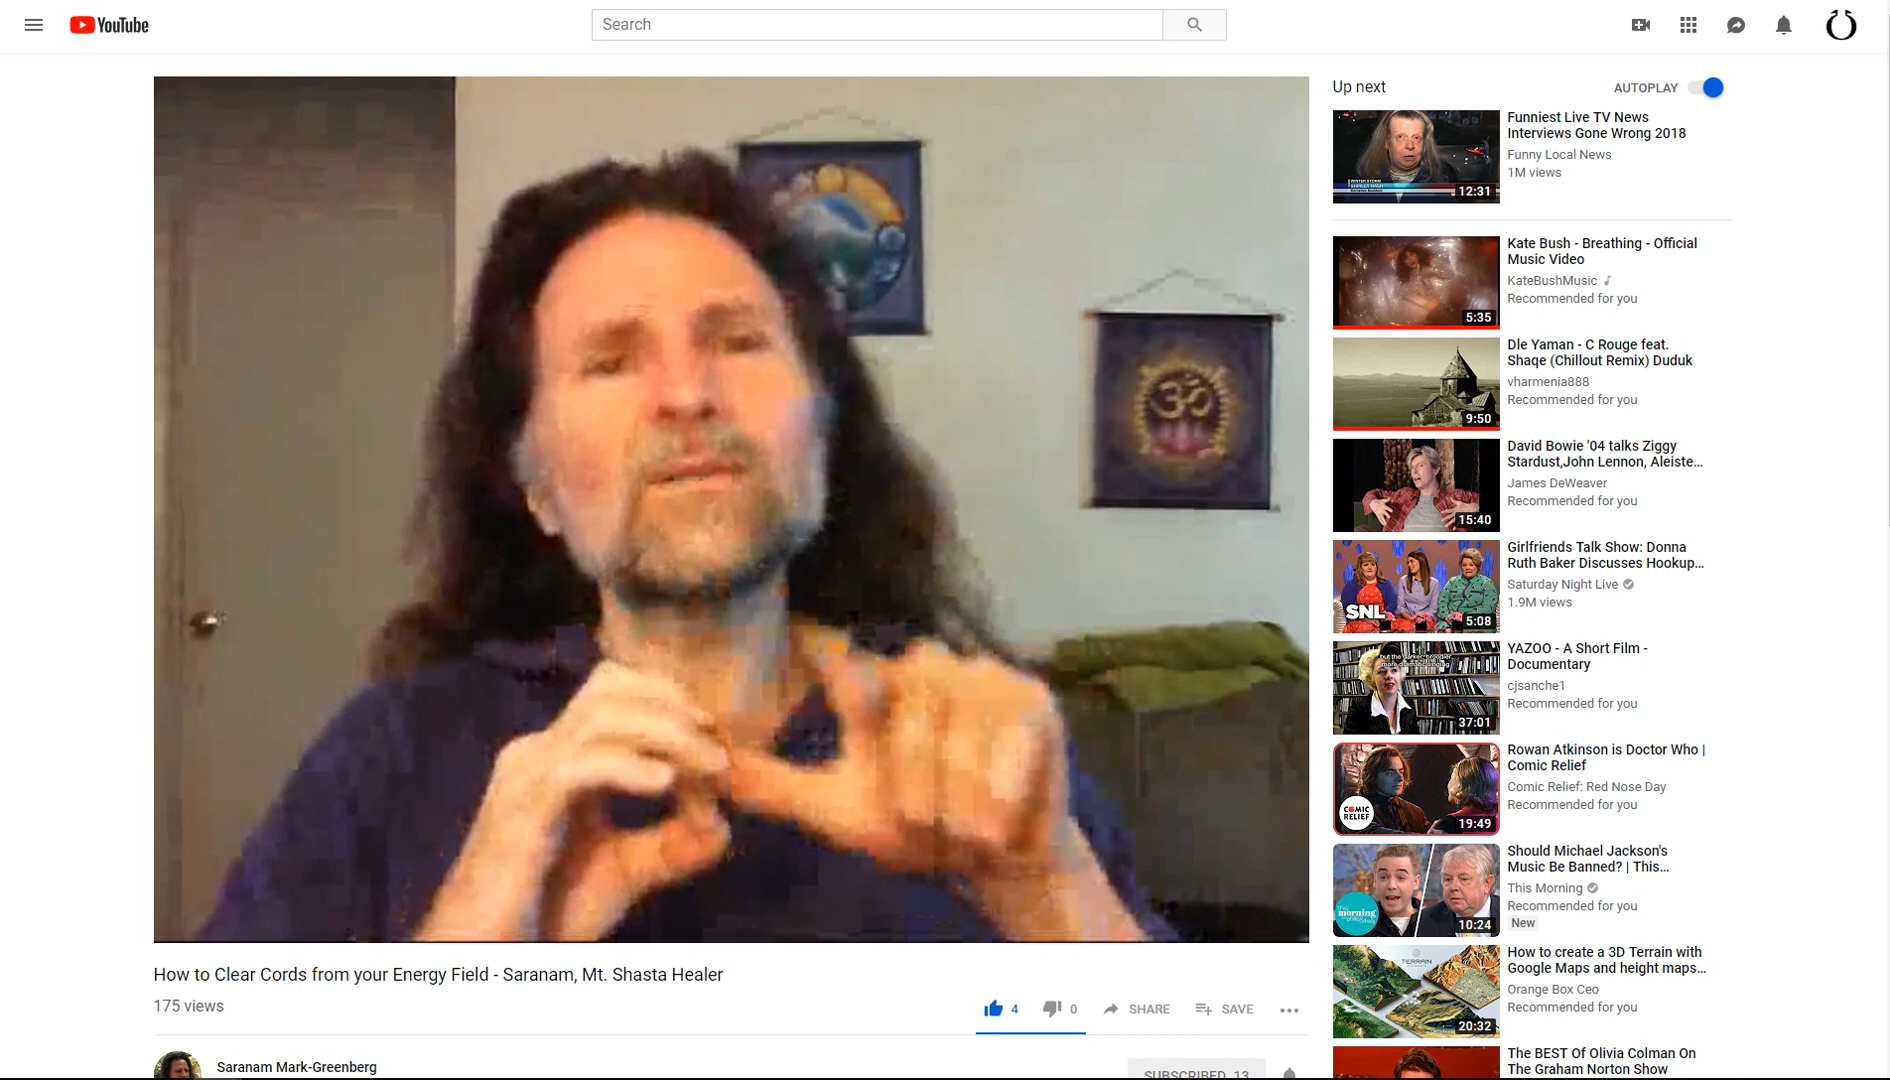 YouTube
Search
Up next
AUTOPLAY
Funniest Live TV News
Interviews Gone Wrong 2018
Funny Local News
1M views
12:31
Kate Bush - Breathing - Official
Music Video
KateBushMusic
Recommended for you
5:35
Dle Yaman - C Rouge feat.
Shaqe (Chillout Remix) Duduk
vharmenia888
Recommended for you
9:50
David Bowie '04 talks Ziggy
Stardust,John Lennon, Aleiste...
James DeWeaver
Recommended for you
15:40
Girlfriends Talk Show: Donna
Ruth Baker Discusses Hookup...
Saturday Night Live
1.9M views
SNL
5:08
YAZOO - A Short Film -
Documentary
cjsanche1
Recommended for you
37:01
Rowan Atkinson is Doctor Who |
Comic Relief
Comic Relief: Red Nose Day
Recommended for you
COMIC
RELIEF
19:49
Should Michael Jackson's
Music Be Banned? | This...
This Morning
Recommended for you
New
morning
10:24
How to create a 3D Terrain with
Google Maps and height maps...
Orange Box Ceo
Recommended for you
TERRAIN
20:32
The BEST Of Olivia Colman On
The Graham Norton Show
ॐ
How to Clear Cords from your Energy Field - Saranam, Mt. Shasta Healer
175 views
4
0
SHARE
SAVE
Saranam Mark-Greenberg
SUBSCRIBED 13